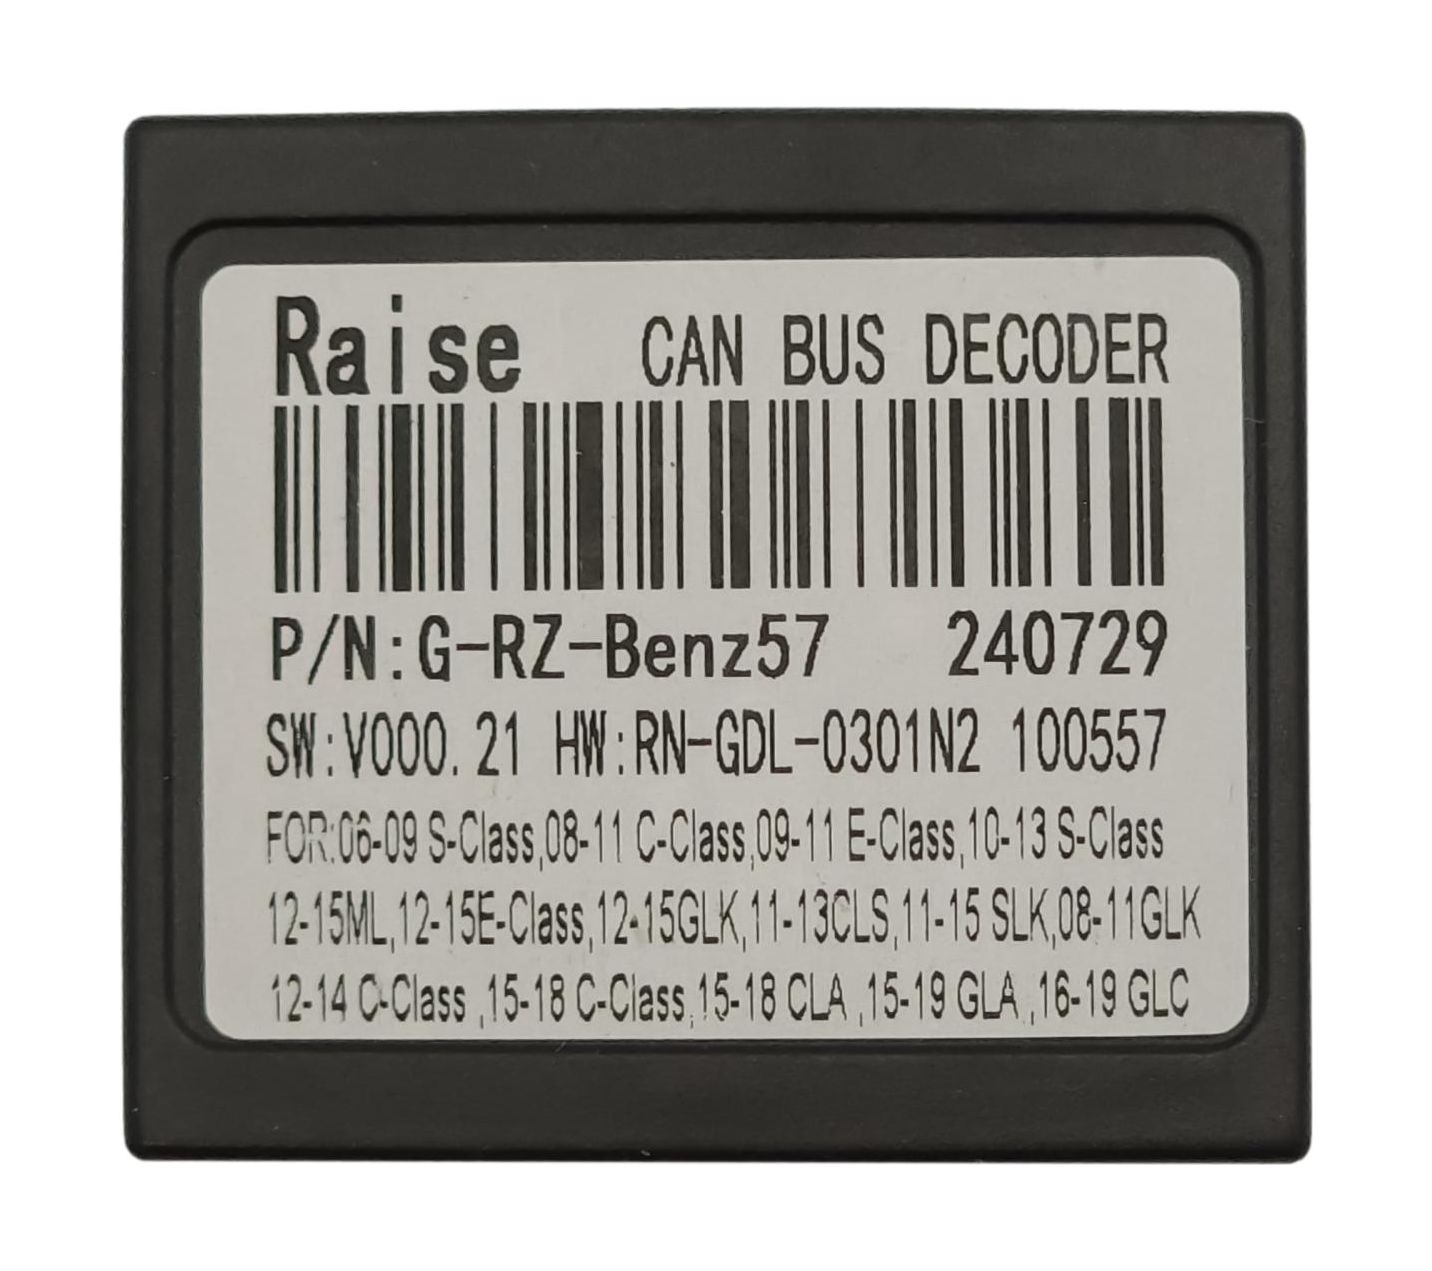 Raise CAN BUS DECODER
P/N:G-RZ-Benz57 240729
SW:V000.21 HW:RN-GDL-0301N2 100557
FOR:06-09 S-Class,08-11 C-Class,09-11 E-Class,10-13 S-Class
12-15ML,12-15E-Class,12-15GLK,11-13CLS,11-15 SLK,08-11GLK
12-14 C-Class ,15-18 C-Class,15-18 CLA ,15-19 GLA ,16-19 GLC